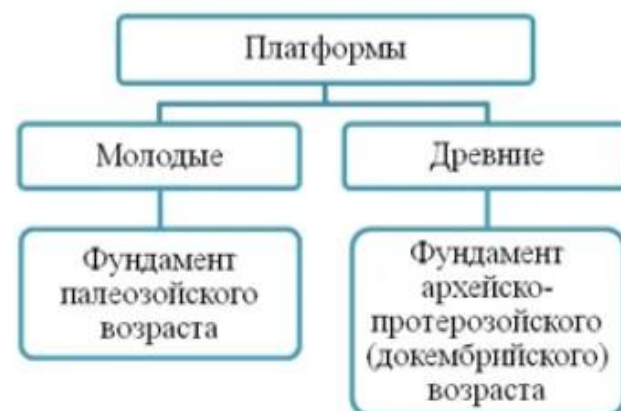 Платформы
Молодые
Древние
Фундамент
палеозойского
возраста
Фундамент
архейско-
протерозойского
(докембрийского)
возраста